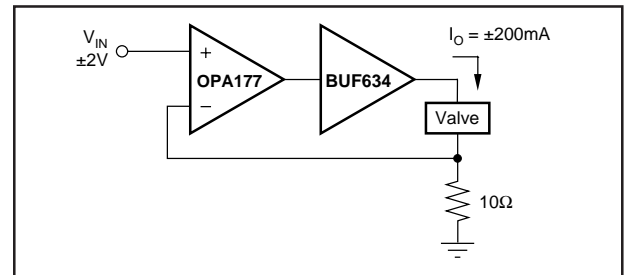 V_IN
±2V
+
–
OPA177
BUF634
I_O = ±200mA
Valve
10Ω